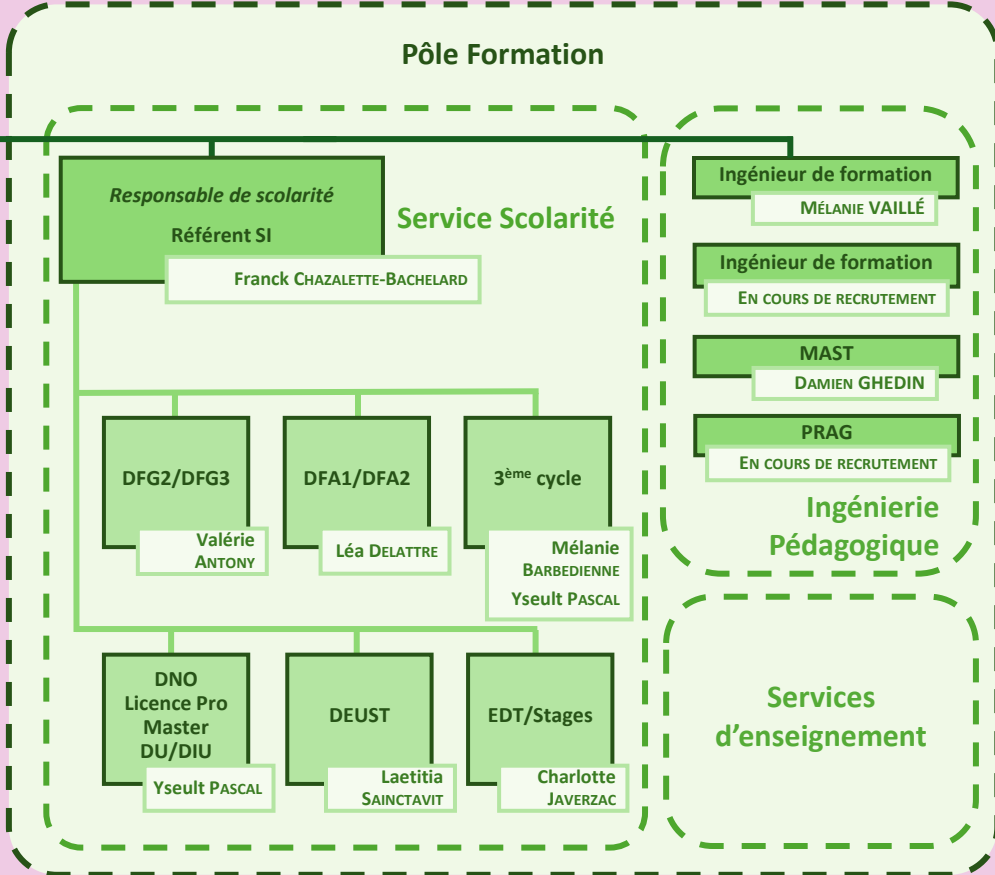 Pôle Formation
Responsable de scolarité
Référent SI
Franck CHAZALETTE-BACHELARD
Service Scolarité
DFG2/DFG3
Valérie
ANTONY
DFA1/DFA2
Léa DELATTRE
3ème cycle
Mélanie
BARBEDIENNE
Yseult PASCAL
DNO
Licence Pro
Master
DU/DIU
Yseult PASCAL
DEUST
Laetitia
SAINCTAVIT
EDT/Stages
Charlotte
JAVERZAC
Ingénieur de formation
MÉLANIE VAILLÉ
Ingénieur de formation
EN COURS DE RECRUTEMENT
MAST
DAMIEN GHEDIN
PRAG
EN COURS DE RECRUTEMENT
Ingénierie
Pédagogique
Services
d'enseignement